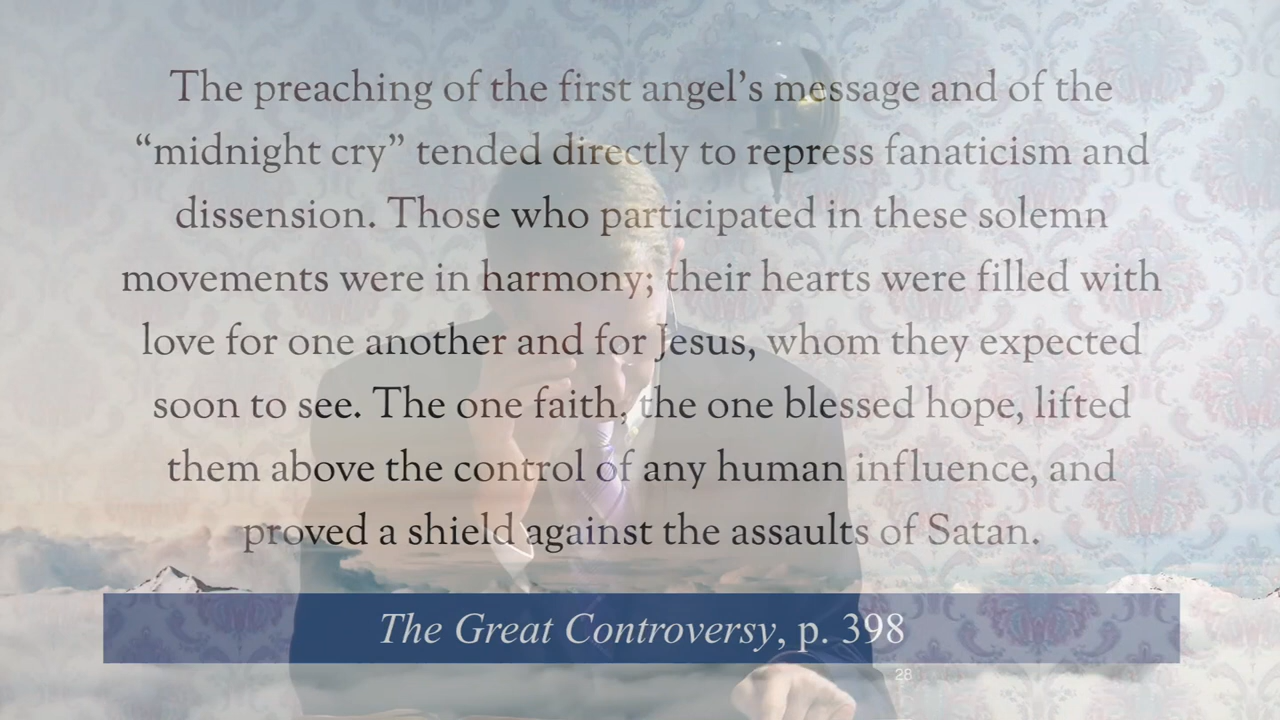 The preaching of the first angel’s message and of the
“midnight cry” tended directly to repress fanaticism and
dissension. Those who participated in these solemn
movements were in harmony; their hearts were filled with
love for one another and for Jesus, whom they expected
soon to see. The one faith, the one blessed hope, lifted
them above the control of any human influence, and
proved a shield against the assaults of Satan.
The Great Controversy, p. 398
28